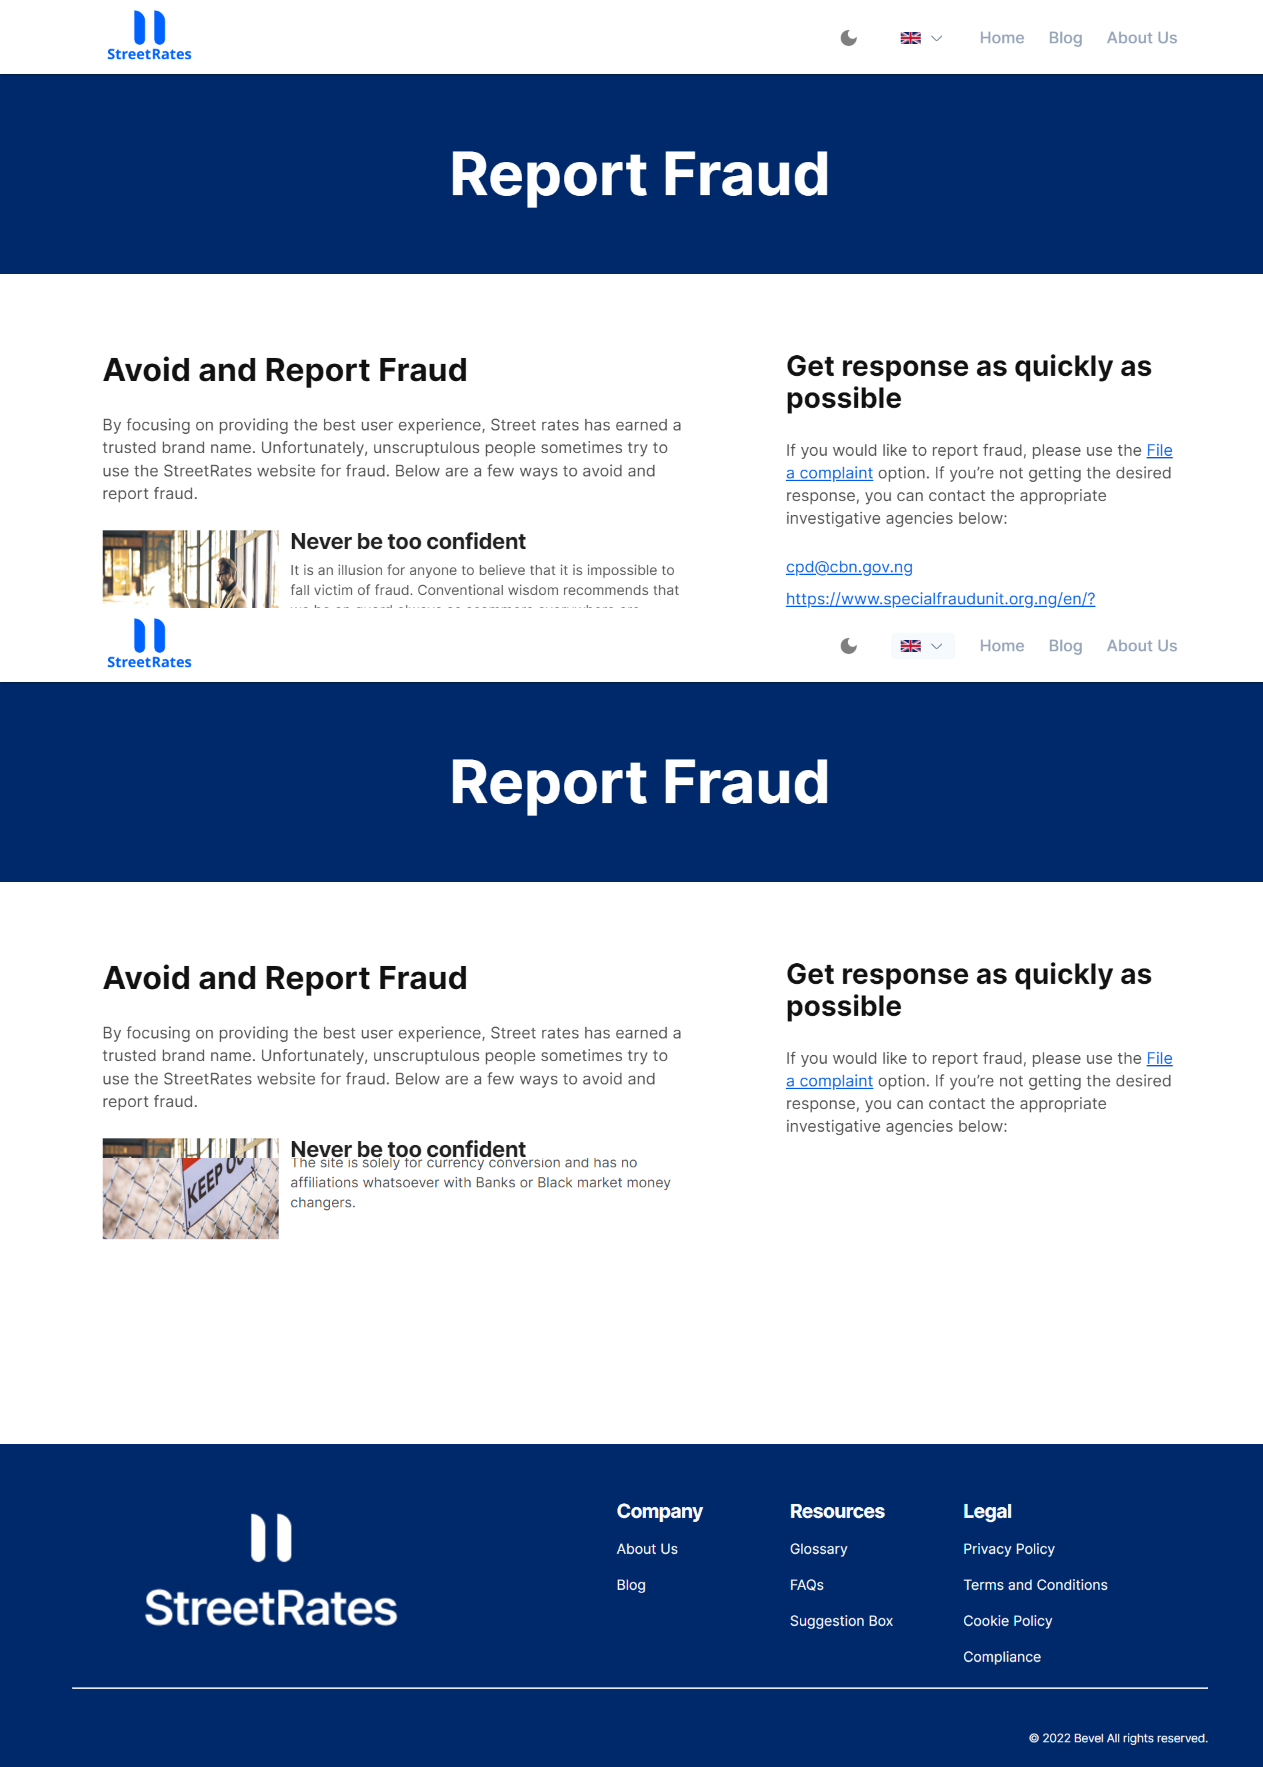 StreetRates
Home Blog About Us
Report Fraud
Avoid and Report Fraud
By focusing on providing the best user experience, Street rates has earned a
trusted brand name. Unfortunately, unscruptulous people sometimes try to
use the StreetRates website for fraud. Below are a few ways to avoid and
report fraud.
Never be too confident
It is an illusion for anyone to believe that it is impossible to
fall victim of fraud. Conventional wisdom recommends that
Get response as quickly as
possible
If you would like to report fraud, please use the File
a complaint option. If you’re not getting the desired
response, you can contact the appropriate
investigative agencies below:
cpd@cbn.gov.ng
https://www.specialfraudunit.org.ng/en/?
StreetRates
Home Blog About Us
Report Fraud
Avoid and Report Fraud
By focusing on providing the best user experience, Street rates has earned a
trusted brand name. Unfortunately, unscruptulous people sometimes try to
use the StreetRates website for fraud. Below are a few ways to avoid and
report fraud.
Never be too confident
KEEP
The site is solely for currency conversion and has no
affiliations whatsoever with Banks or Black market money
changers.
Get response as quickly as
possible
If you would like to report fraud, please use the File
a complaint option. If you’re not getting the desired
response, you can contact the appropriate
investigative agencies below:
StreetRates
Company
About Us
Blog
Resources
Glossary
FAQs
Suggestion Box
Legal
Privacy Policy
Terms and Conditions
Cookie Policy
Compliance
© 2022 Bevel All rights reserved.